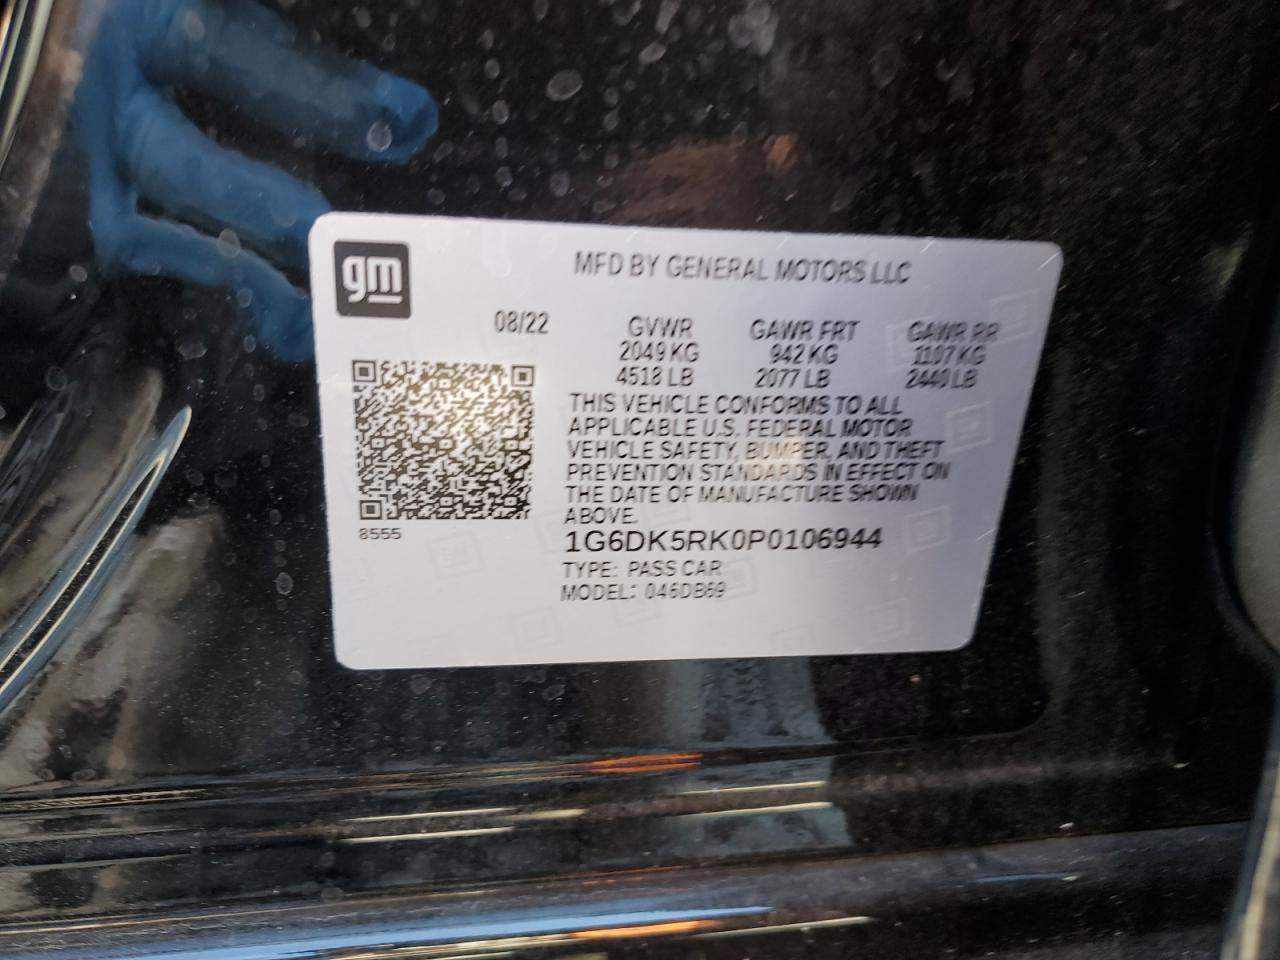 gm
MFD BY GENERAL MOTORS LLC
08/22 GVWR GAWR FRT GAWR RR
2049 KG 942 KG 1107 KG
4518 LB 2077 LB 2440 LB
THIS VEHICLE CONFORMS TO ALL
APPLICABLE U.S. FEDERAL MOTOR
VEHICLE SAFETY, BUMPER, AND THEFT
PREVENTION STANDARDS IN EFFECT ON
THE DATE OF MANUFACTURE SHOWN
ABOVE.
8555
1G6DK5RK0P0106944
TYPE: PASS CAR
MODEL: 046DB69